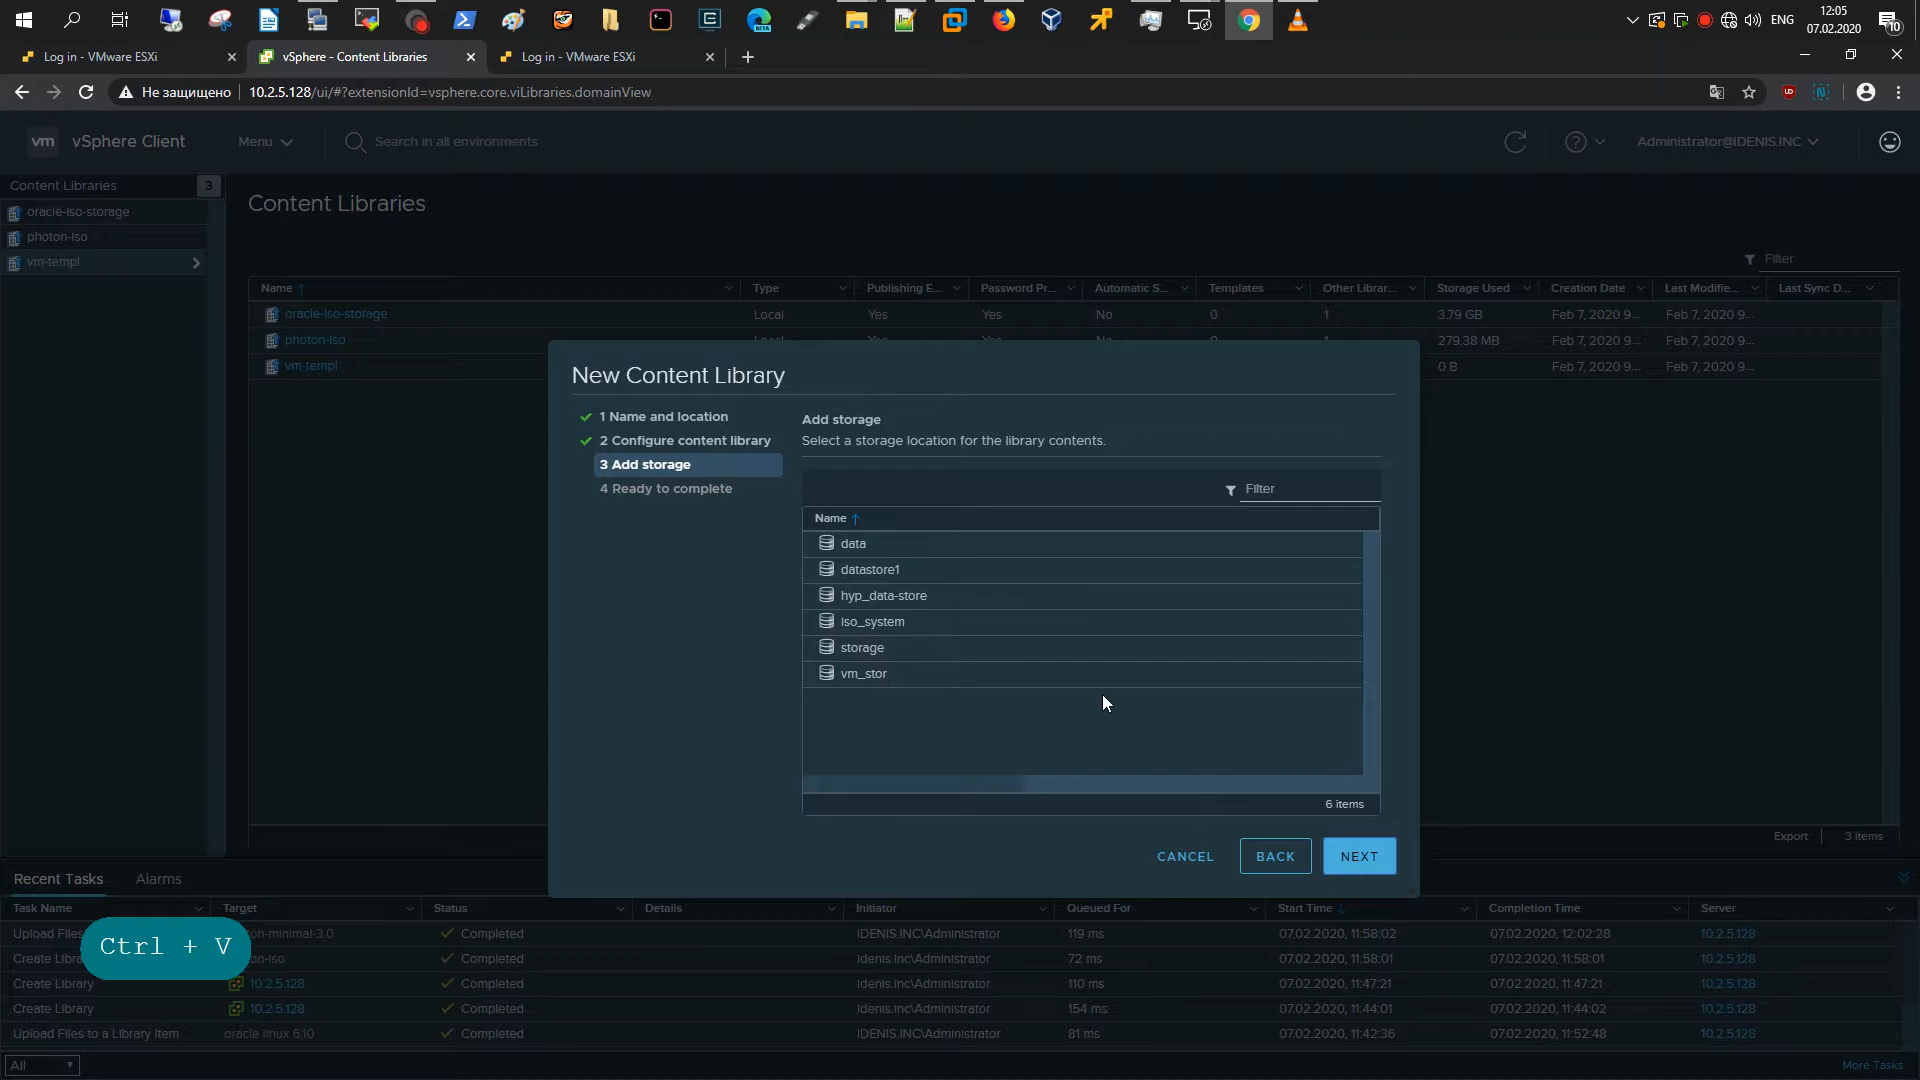 ENG
12:05
07.02.2020
10
Log in - VMware ESXi
vSphere - Content Libraries
Log in - VMware ESXi
Не защищено
10.2.5.128/ui/#?extensionId=vsphere.core.viLibraries.domainView
vm vSphere Client
Menu
Search in all environments
Administrator@IDENIS.INC
Content Libraries
3
oracle-iso-storage
photon-iso
vm-templ
Content Libraries
Filter
Name Type Publishing E... Password Pr... Automatic S... Templates Other Librar... Storage Used Creation Date Last Modifie... Last Sync D...
oracle-iso-storage Local Yes Yes No 0 1 3.79 GB Feb 7, 2020 9... Feb 7, 2020 9...
photon-iso Local Yes Yes No 0 1 279.38 MB Feb 7, 2020 9... Feb 7, 2020 9...
vm-templ 0 B Feb 7, 2020 9... Feb 7, 2020 9...
Export
3 items
New Content Library
1 Name and location
2 Configure content library
3 Add storage
4 Ready to complete
Add storage
Select a storage location for the library contents.
Filter
Name
data
datastore1
hyp_data-store
iso_system
storage
vm_stor
6 items
CANCEL
BACK
NEXT
Recent Tasks
Alarms
Task Name Target Status Details Initiator Queued For Start Time Completion Time Server
Upload Files on-minimal-3.0 Completed IDENIS.INC\Administrator 119 ms 07.02.2020, 11:58:02 07.02.2020, 12:02:28 10.2.5.128
Create Libra on-iso Completed idenis.inc\Administrator 72 ms 07.02.2020, 11:58:01 07.02.2020, 11:58:01 10.2.5.128
Create Library 10.2.5.128 Completed idenis.inc\Administrator 110 ms 07.02.2020, 11:47:21 07.02.2020, 11:47:21 10.2.5.128
Create Library 10.2.5.128 Completed idenis.inc\Administrator 154 ms 07.02.2020, 11:44:01 07.02.2020, 11:44:02 10.2.5.128
Upload Files to a Library Item oracle linux 6.10 Completed IDENIS.INC\Administrator 81 ms 07.02.2020, 11:42:36 07.02.2020, 11:52:48 10.2.5.128
Ctrl + V
All
More Tasks